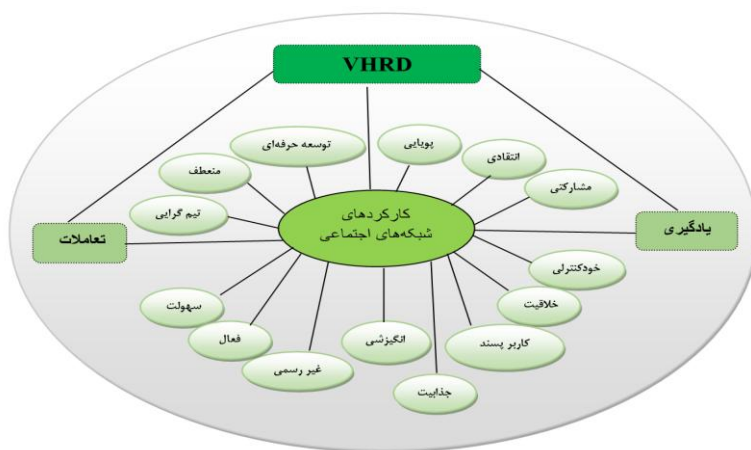 VHRD
توسعه حرفه‌ای
پویایی
انتقادی
منعطف
مشارکتی
تیم گرایی
کارکردهای
شبکه‌های اجتماعی
تعاملات
یادگیری
خودکنترلی
سهولت
خلاقیت
فعال
انگیزشی
کاربر پسند
غیر رسمی
جذابیت